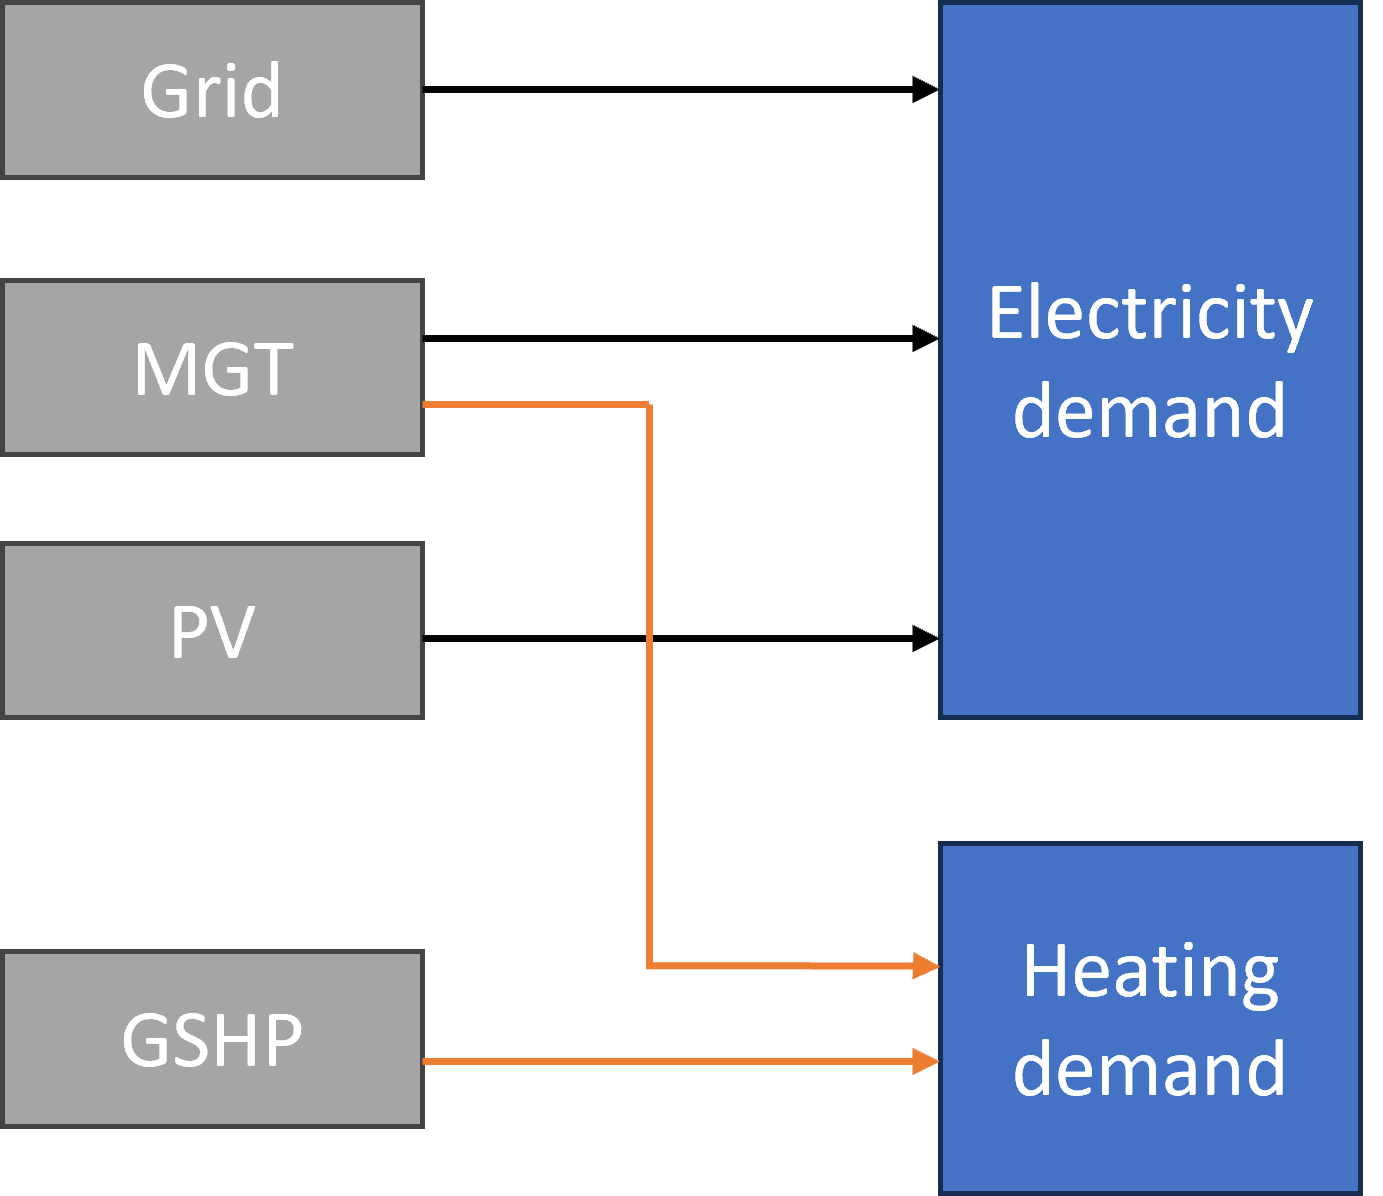 Grid
MGT
PV
GSHP
Electricity
demand
Heating
demand